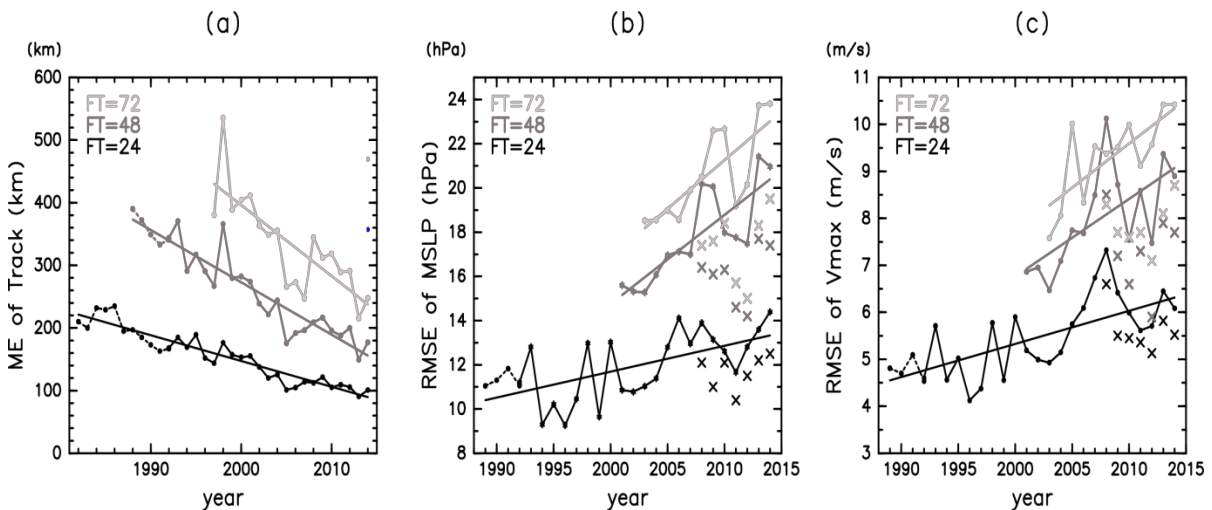 (a)
(km)
ME of Track (km)
600
500
400
300
200
100
0
FT=72
FT=48
FT=24
1990
2000
2010
year
(b)
(hPa)
RMSE of MSLP (hPa)
24
22
20
18
16
14
12
10
8
FT=72
FT=48
FT=24
1990
1995
2000
2005
2010
2015
year
(c)
(m/s)
RMSE of Vmax (m/s)
11
10
9
8
7
6
5
4
3
FT=72
FT=48
FT=24
1990
1995
2000
2005
2010
2015
year